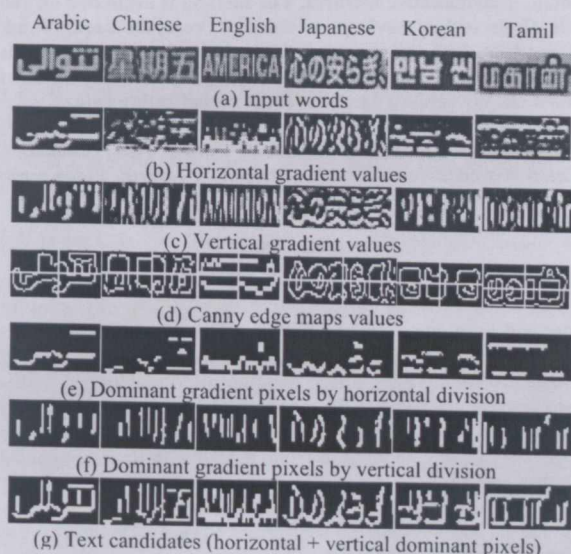 Arabic Chinese English Japanese Korean Tamil
تتوالى 星期五 AMERICA 心の安らぎ、 만남 씬 மகான்
(a) Input words
(b) Horizontal gradient values
(c) Vertical gradient values
(d) Canny edge maps values
(e) Dominant gradient pixels by horizontal division
(f) Dominant gradient pixels by vertical division
(g) Text candidates (horizontal + vertical dominant pixels)